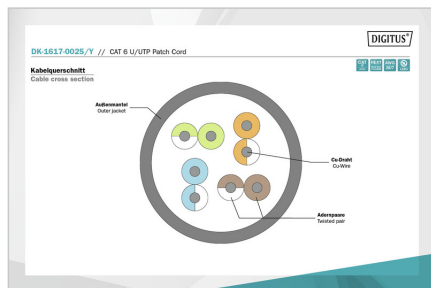 DIGITUS®
DK-1617-0025/Y // CAT 6 U/UTP Patch Cord
Kabelquerschnitt
Cable cross section
Außenmantel
Outer jacket
Cu-Draht
Cu-Wire
Adernpaare
Twisted pair